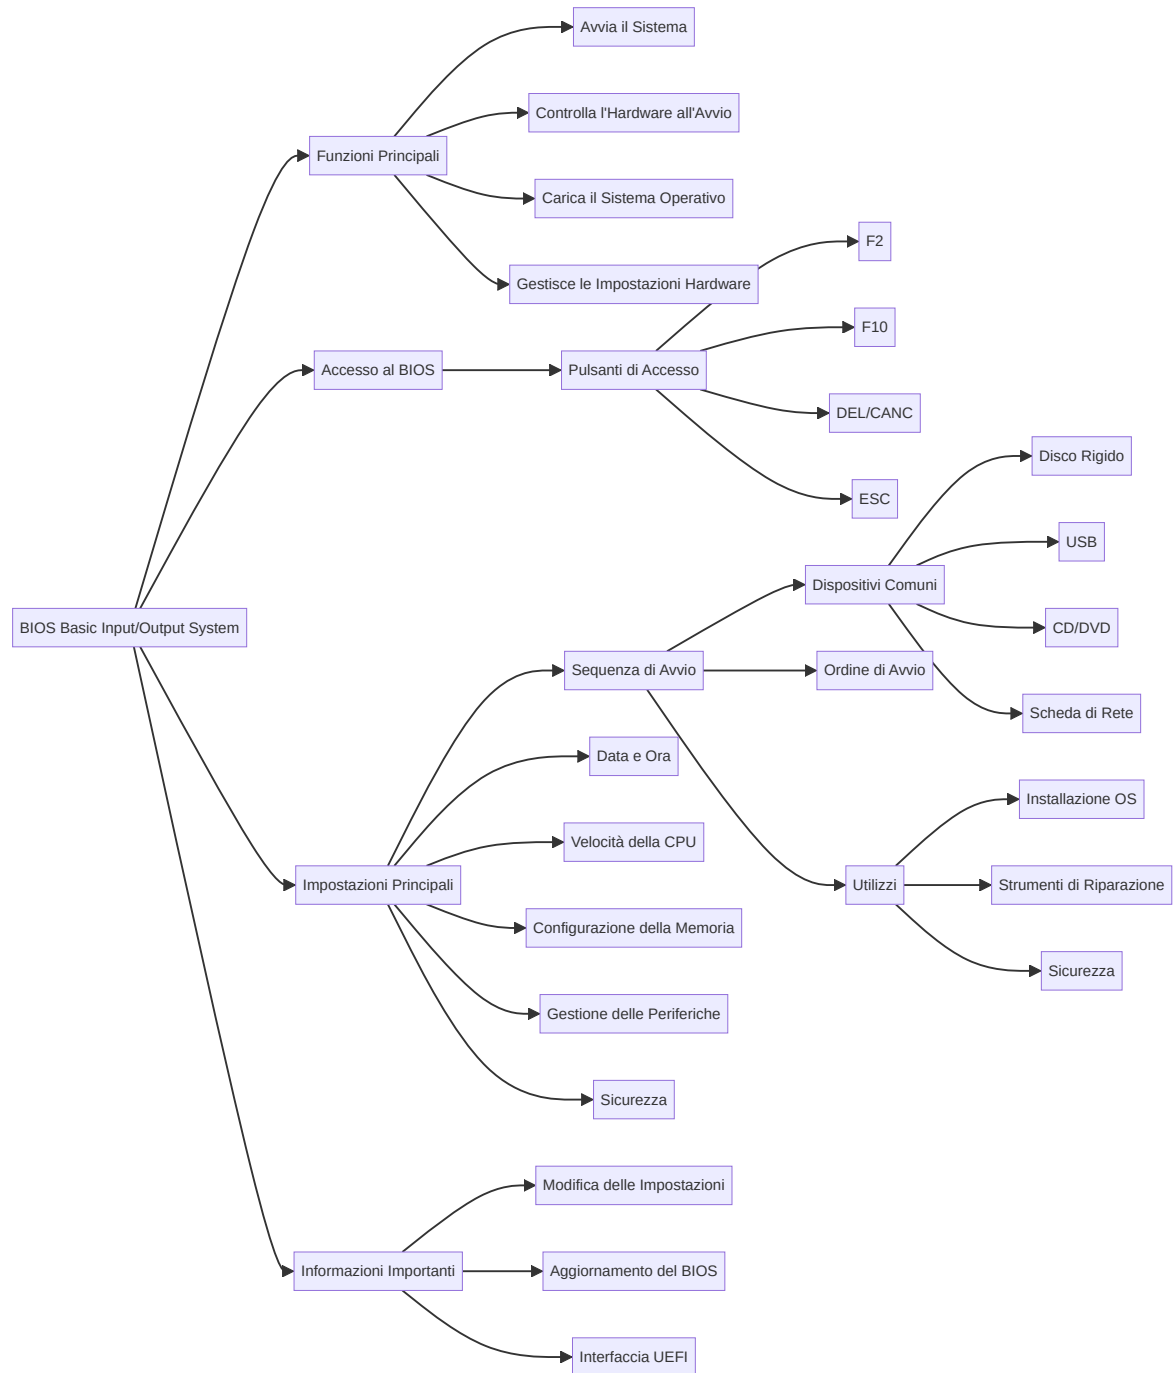 Avvia il Sistema
Controlla l'Hardware all'Avvio
Funzioni Principali
Carica il Sistema Operativo
F2
Gestisce le Impostazioni Hardware
F10
Accesso al BIOS
Pulsanti di Accesso
DEL/CANC
Disco Rigido
ESC
USB
Dispositivi Comuni
BIOS Basic Input/Output System
CD/DVD
Sequenza di Avvio
Ordine di Avvio
Scheda di Rete
Data e Ora
Installazione OS
Velocità della CPU
Impostazioni Principali
Utilizzi
Strumenti di Riparazione
Configurazione della Memoria
Sicurezza
Gestione delle Periferiche
Sicurezza
Modifica delle Impostazioni
Informazioni Importanti
Aggiornamento del BIOS
Interfaccia UEFI